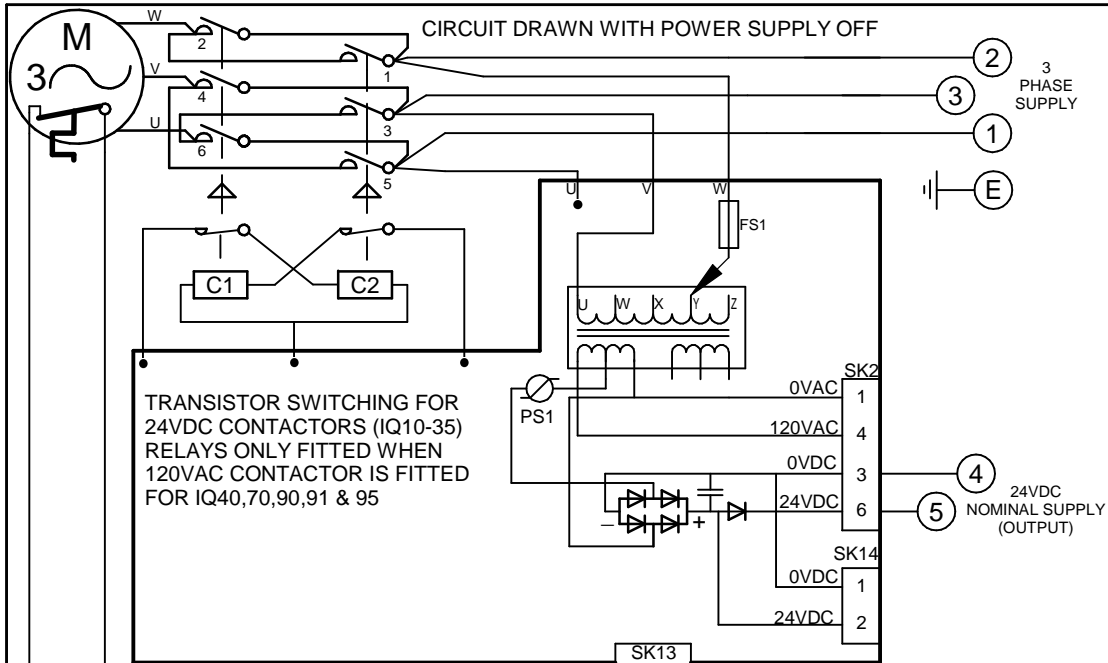 CIRCUIT DRAWN WITH POWER SUPPLY OFF
W
M
3
V
U
2
1
4
3
6
5
2
3
1
3
PHASE
SUPPLY
E
U
V
W
FS1
C1
C2
U
W
X
Y
Z
TRANSISTOR SWITCHING FOR
24VDC CONTACTORS (IQ10-35)
RELAYS ONLY FITTED WHEN
120VAC CONTACTOR IS FITTED
FOR IQ40,70,90,91 & 95
PS1
SK2
0VAC 1
120VAC 4
0VDC 3
24VDC 6
4
5
24VDC
NOMINAL SUPPLY
(OUTPUT)
− +
SK14
0VDC 1
24VDC 2
SK13